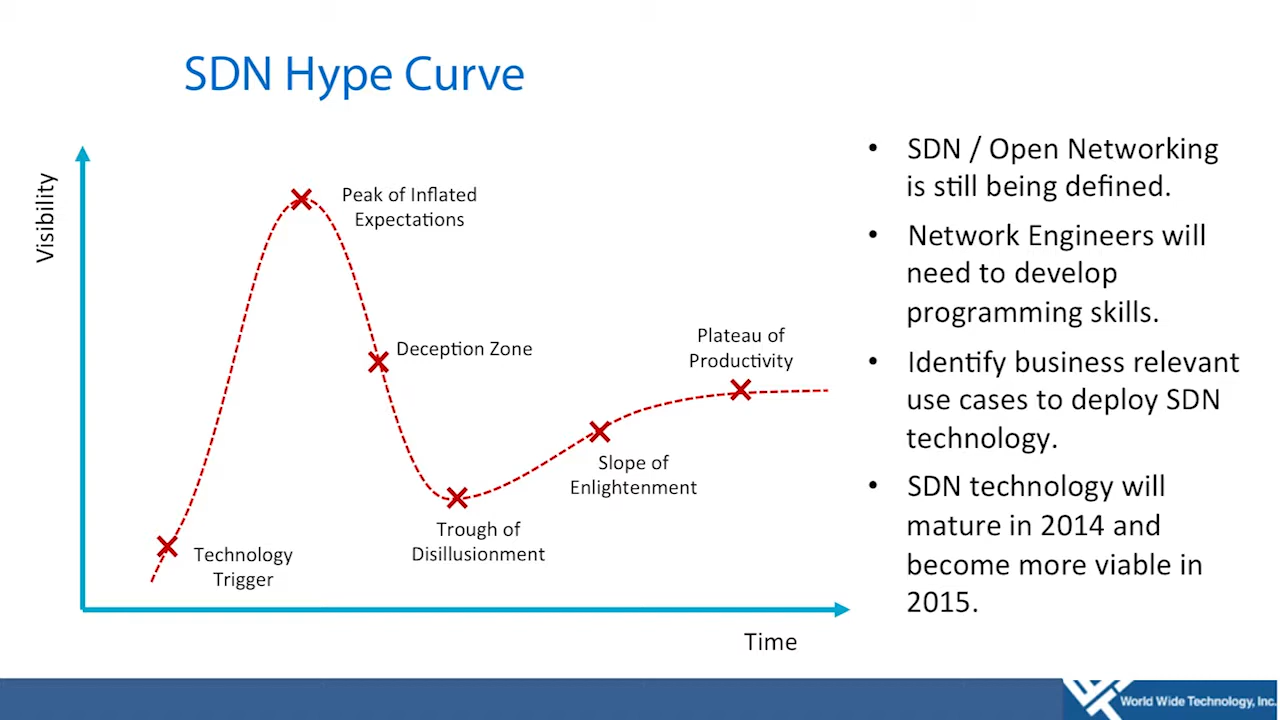 SDN Hype Curve
Visibility
Peak of Inflated
Expectations
Deception Zone
Plateau of
Productivity
Slope of
Enlightenment
Trough of
Disillusionment
Technology
Trigger
Time
• SDN / Open Networking
is still being defined.
• Network Engineers will
need to develop
programming skills.
• Identify business relevant
use cases to deploy SDN
technology.
• SDN technology will
mature in 2014 and
become more viable in
2015.
World Wide Technology, Inc.